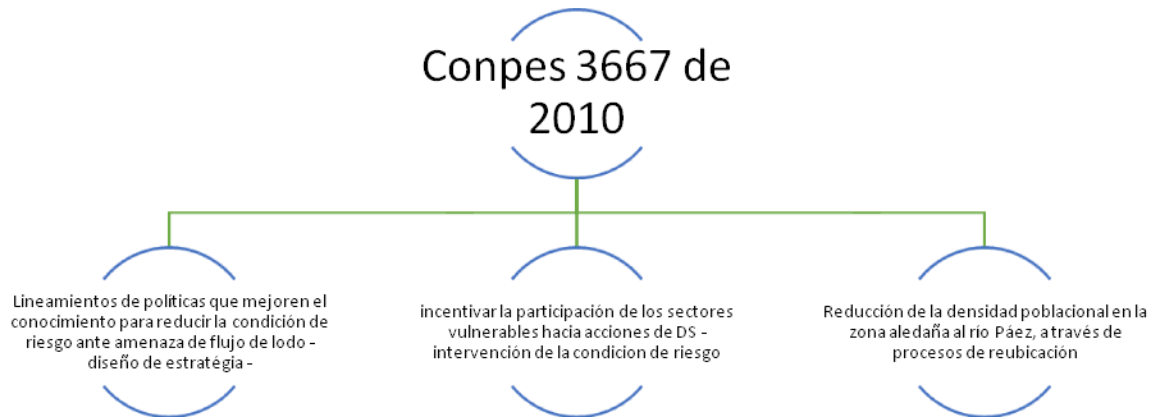 Conpes 3667 de
2010
Lineamientos de políticas que mejoren el
conocimiento para reducir la condición de
riesgo ante amenaza de flujo de lodo -
diseño de estratégia -
incentivar la participación de los sectores
vulnerables hacia acciones de DS -
intervención de la condicion de riesgo
Reducción de la densidad poblacional en la
zona aledaña al río Páez, a través de
procesos de reubicación